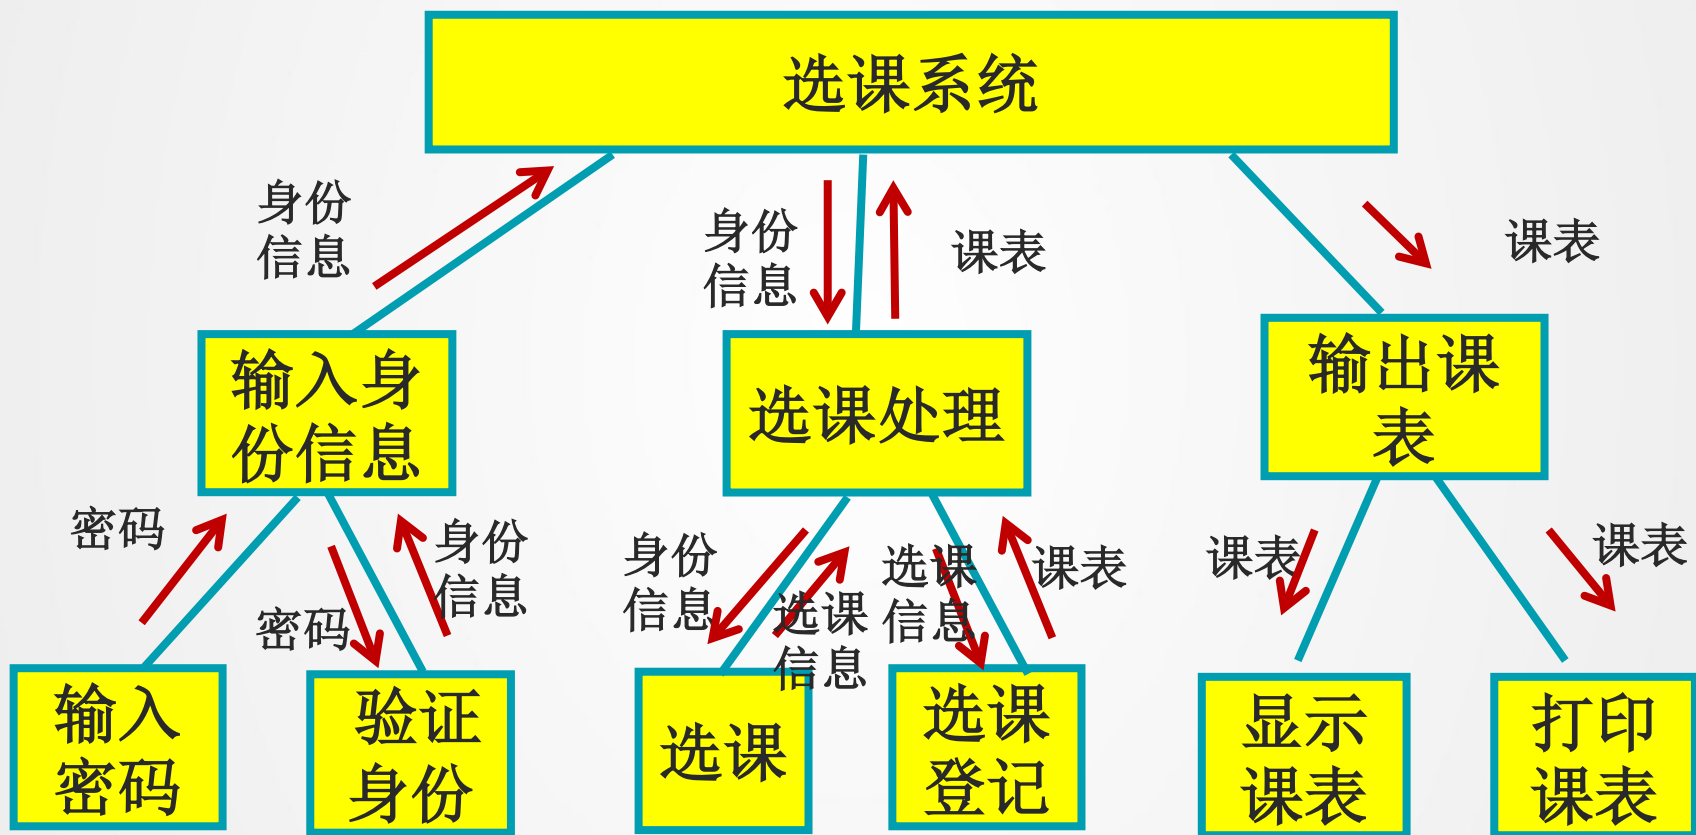 选课系统
身份
信息
身份
信息
课表
课表
输入身
份信息
选课处理
输出课
表
密码
密码
身份
信息
身份
信息
选课
信息
选课
信息
课表
课表
课表
输入
密码
验证
身份
选课
选课
登记
显示
课表
打印
课表